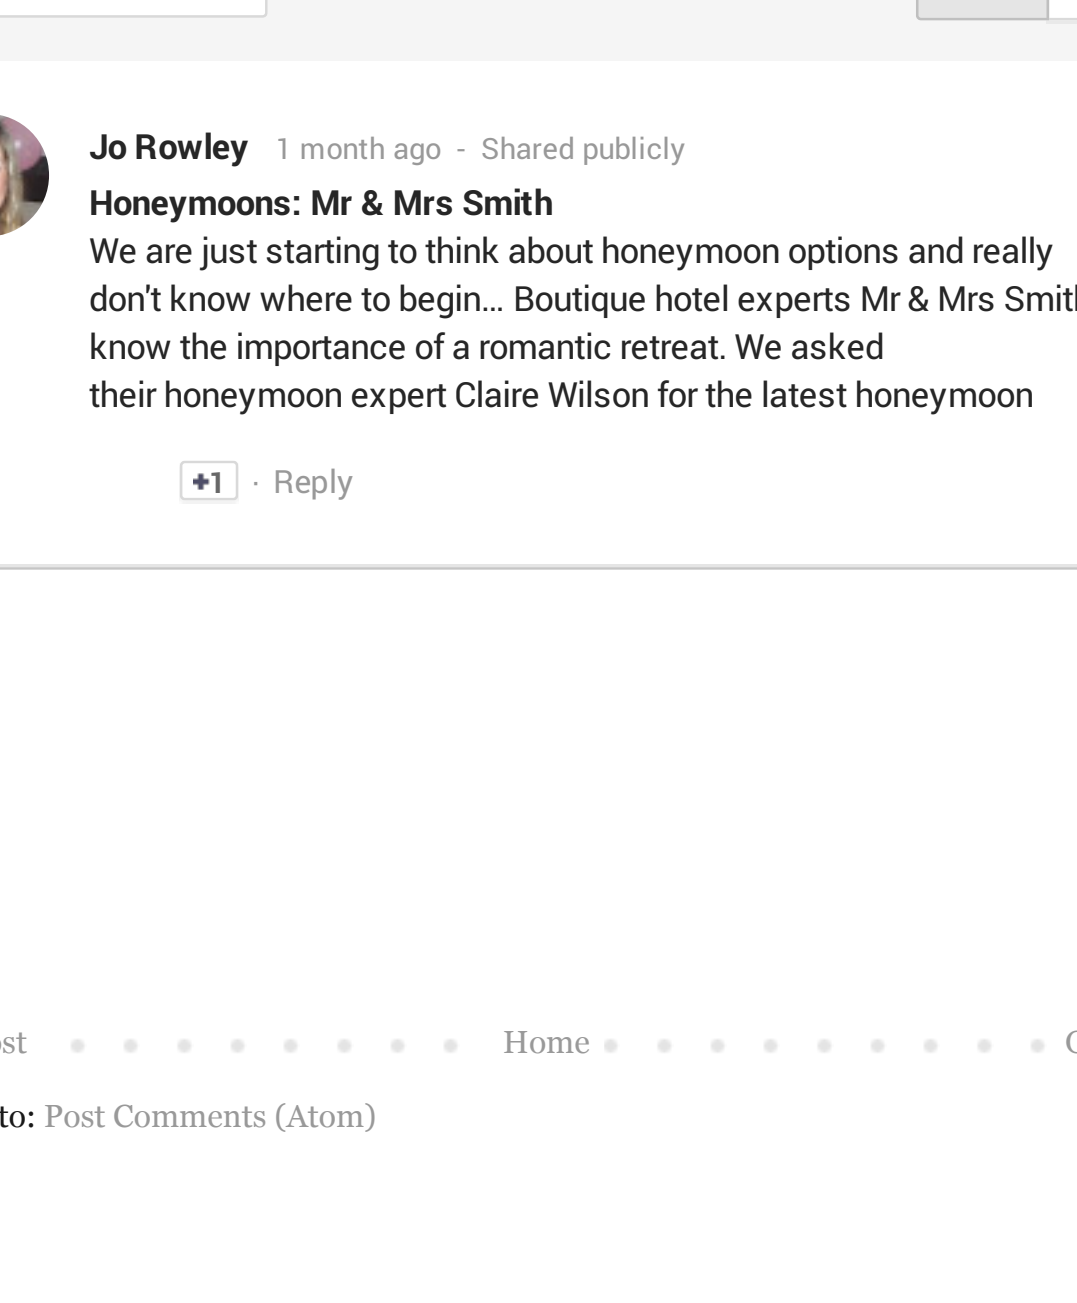 Jo Rowley 1 month ago - Shared publicly
Honeymoons: Mr & Mrs Smith
We are just starting to think about honeymoon options and really
don't know where to begin... Boutique hotel experts Mr & Mrs Smith
know the importance of a romantic retreat. We asked
their honeymoon expert Claire Wilson for the latest honeymoon
+1 · Reply
Home
to: Post Comments (Atom)